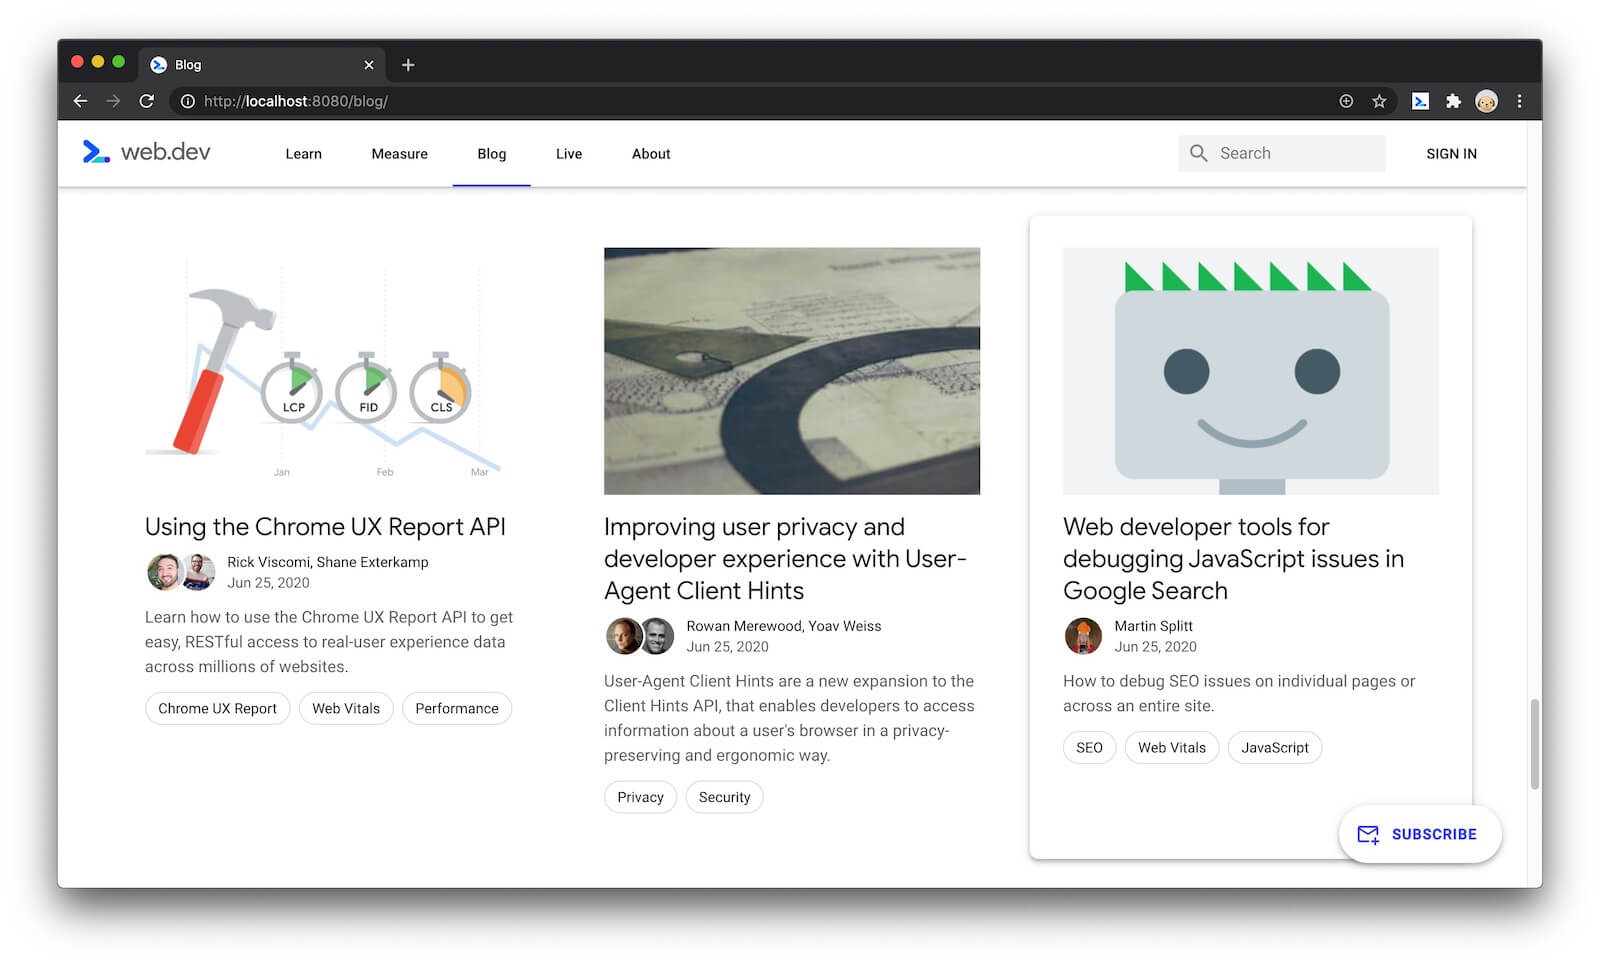 Blog
http://localhost:8080/blog/
web.dev
Learn
Measure
Blog
Live
About
Search
SIGN IN
LCP
FID
CLS
Jan
Feb
Mar
Using the Chrome UX Report API
Rick Viscomi, Shane Exterkamp
Jun 25, 2020
Learn how to use the Chrome UX Report API to get
easy, RESTful access to real-user experience data
across millions of websites.
Chrome UX Report
Web Vitals
Performance
Improving user privacy and
developer experience with User-
Agent Client Hints
Rowan Merewood, Yoav Weiss
Jun 25, 2020
User-Agent Client Hints are a new expansion to the
Client Hints API, that enables developers to access
information about a user's browser in a privacy-
preserving and ergonomic way.
Privacy
Security
Web developer tools for
debugging JavaScript issues in
Google Search
Martin Splitt
Jun 25, 2020
How to debug SEO issues on individual pages or
across an entire site.
SEO
Web Vitals
JavaScript
SUBSCRIBE